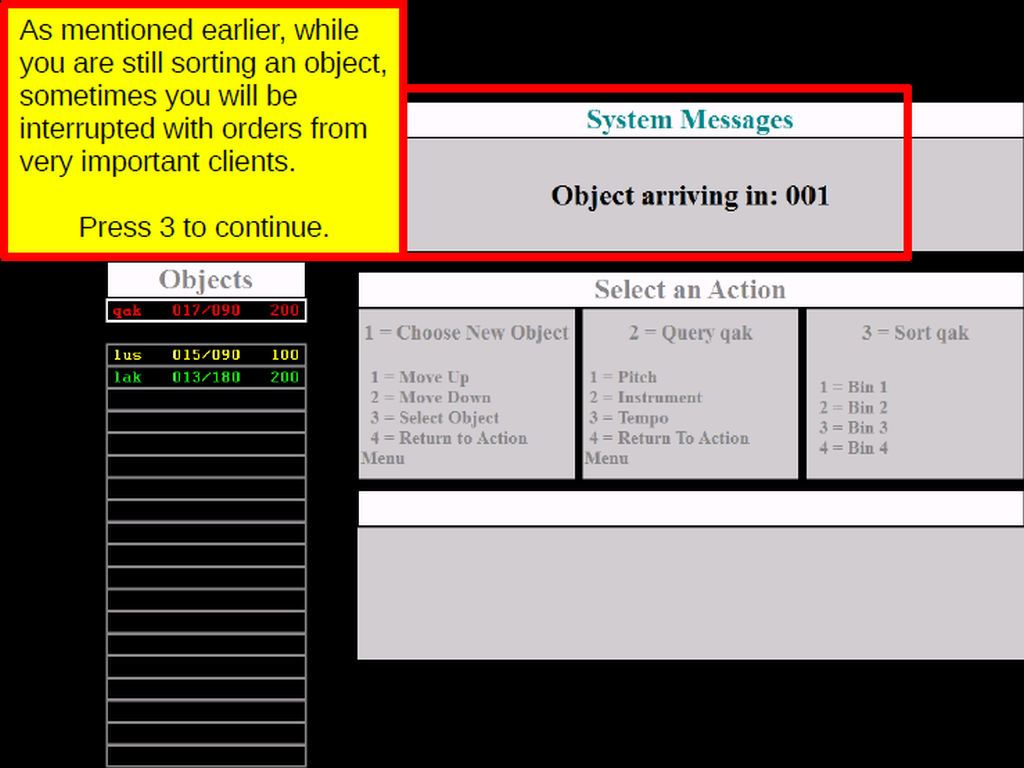 As mentioned earlier, while
you are still sorting an object,
sometimes you will be
interrupted with orders from
very important clients.
Press 3 to continue.
System Messages
Object arriving in: 001
Objects
qak 017/090 200
lus 015/090 100
lak 013/180 200
Select an Action
1 = Choose New Object
1 = Move Up
2 = Move Down
3 = Select Object
4 = Return to Action
Menu
2 = Query qak
1 = Pitch
2 = Instrument
3 = Tempo
4 = Return To Action
Menu
3 = Sort qak
1 = Bin 1
2 = Bin 2
3 = Bin 3
4 = Bin 4